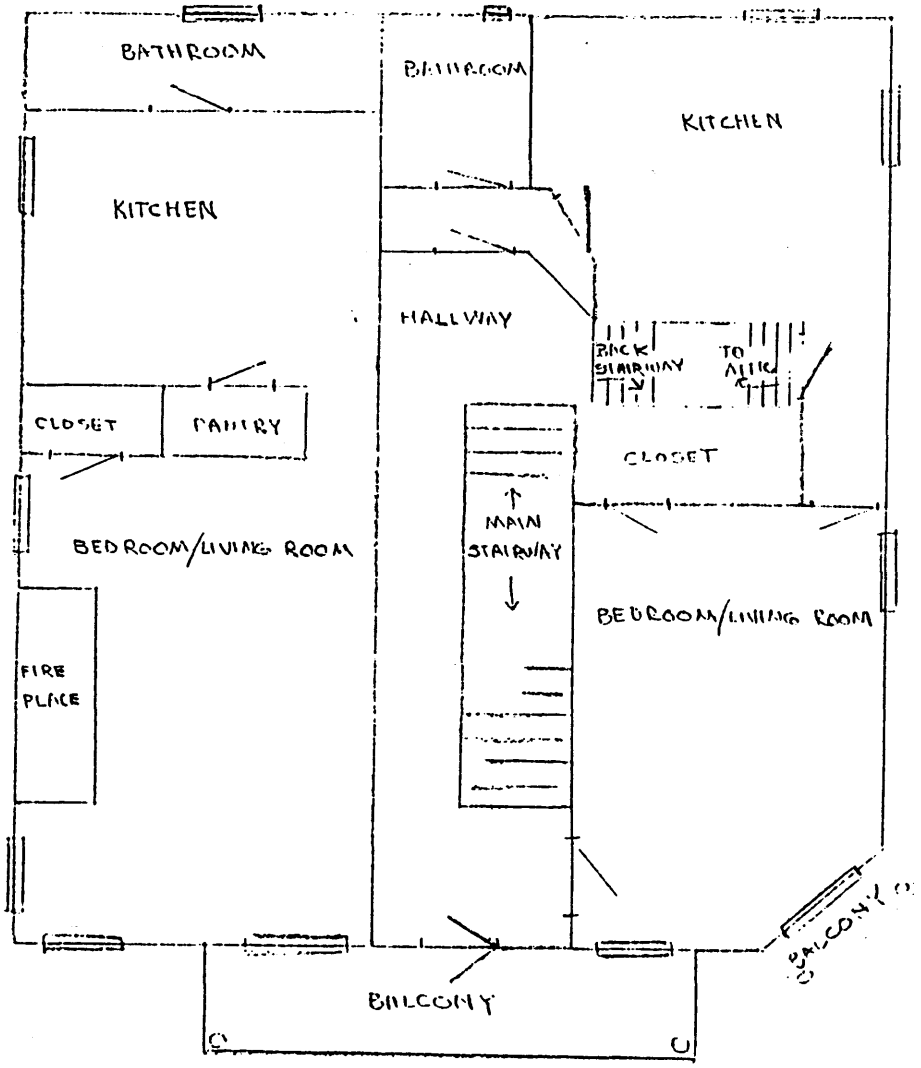 BATHROOM
BATHROOM
KITCHEN
KITCHEN
HALLWAY
BACK
STAIRWAY
TO
ATTIC
CLOSET
PANTRY
CLOSET
MAIN
STAIRWAY
BEDROOM/LIVING ROOM
BEDROOM/LIVING ROOM
FIRE
PLACE
BALCONY
BALCONY